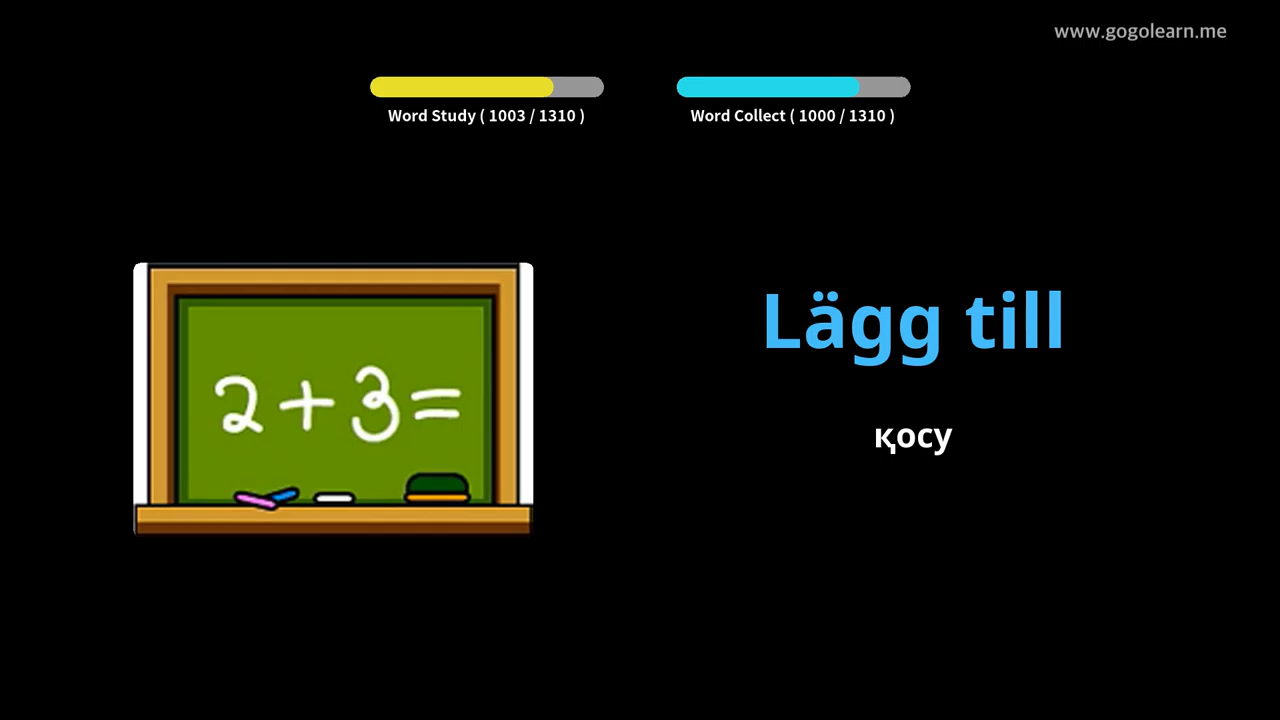 www.gogolearn.me
Word Study ( 1003 / 1310 )
Word Collect ( 1000 / 1310 )
2+3=
Lägg till
қосу